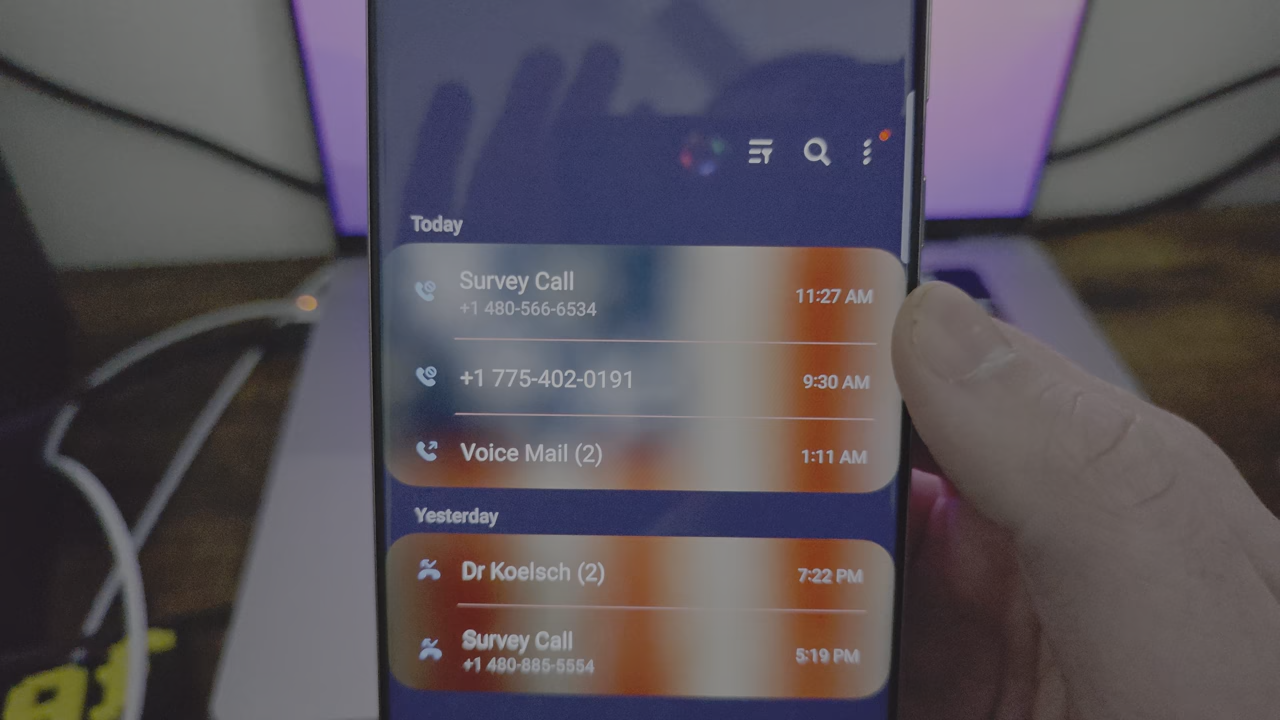 Today
Survey Call
+1 480-566-6534
11:27 AM
+1 775-402-0191
9:30 AM
Voice Mail (2)
1:11 AM
Yesterday
Dr Koelsch (2)
7:22 PM
Survey Call
+1 480-885-5554
5:19 PM